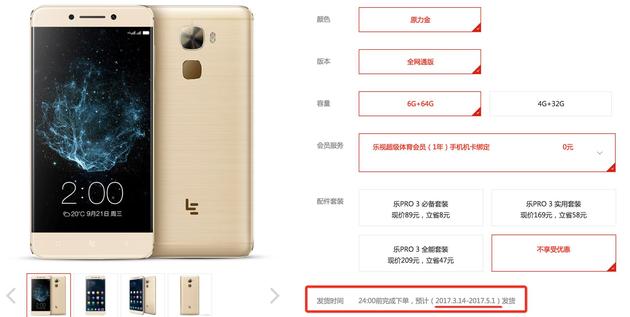 颜色
原力金
版本
全网通版
容量
6G+64G
4G+32G
会员服务
乐视超级体育会员（1年）手机机卡绑定
0元
配件套装
乐PRO 3 必备套装
现价89元，立省8元
乐PRO 3 实用套装
现价169元，立省58元
乐PRO 3 全能套装
现价209元，立省47元
不享受优惠
发货时间
24:00前完成下单，预计（2017.3.14-2017.5.1）发货
2:00
20℃ 9月21日 周三